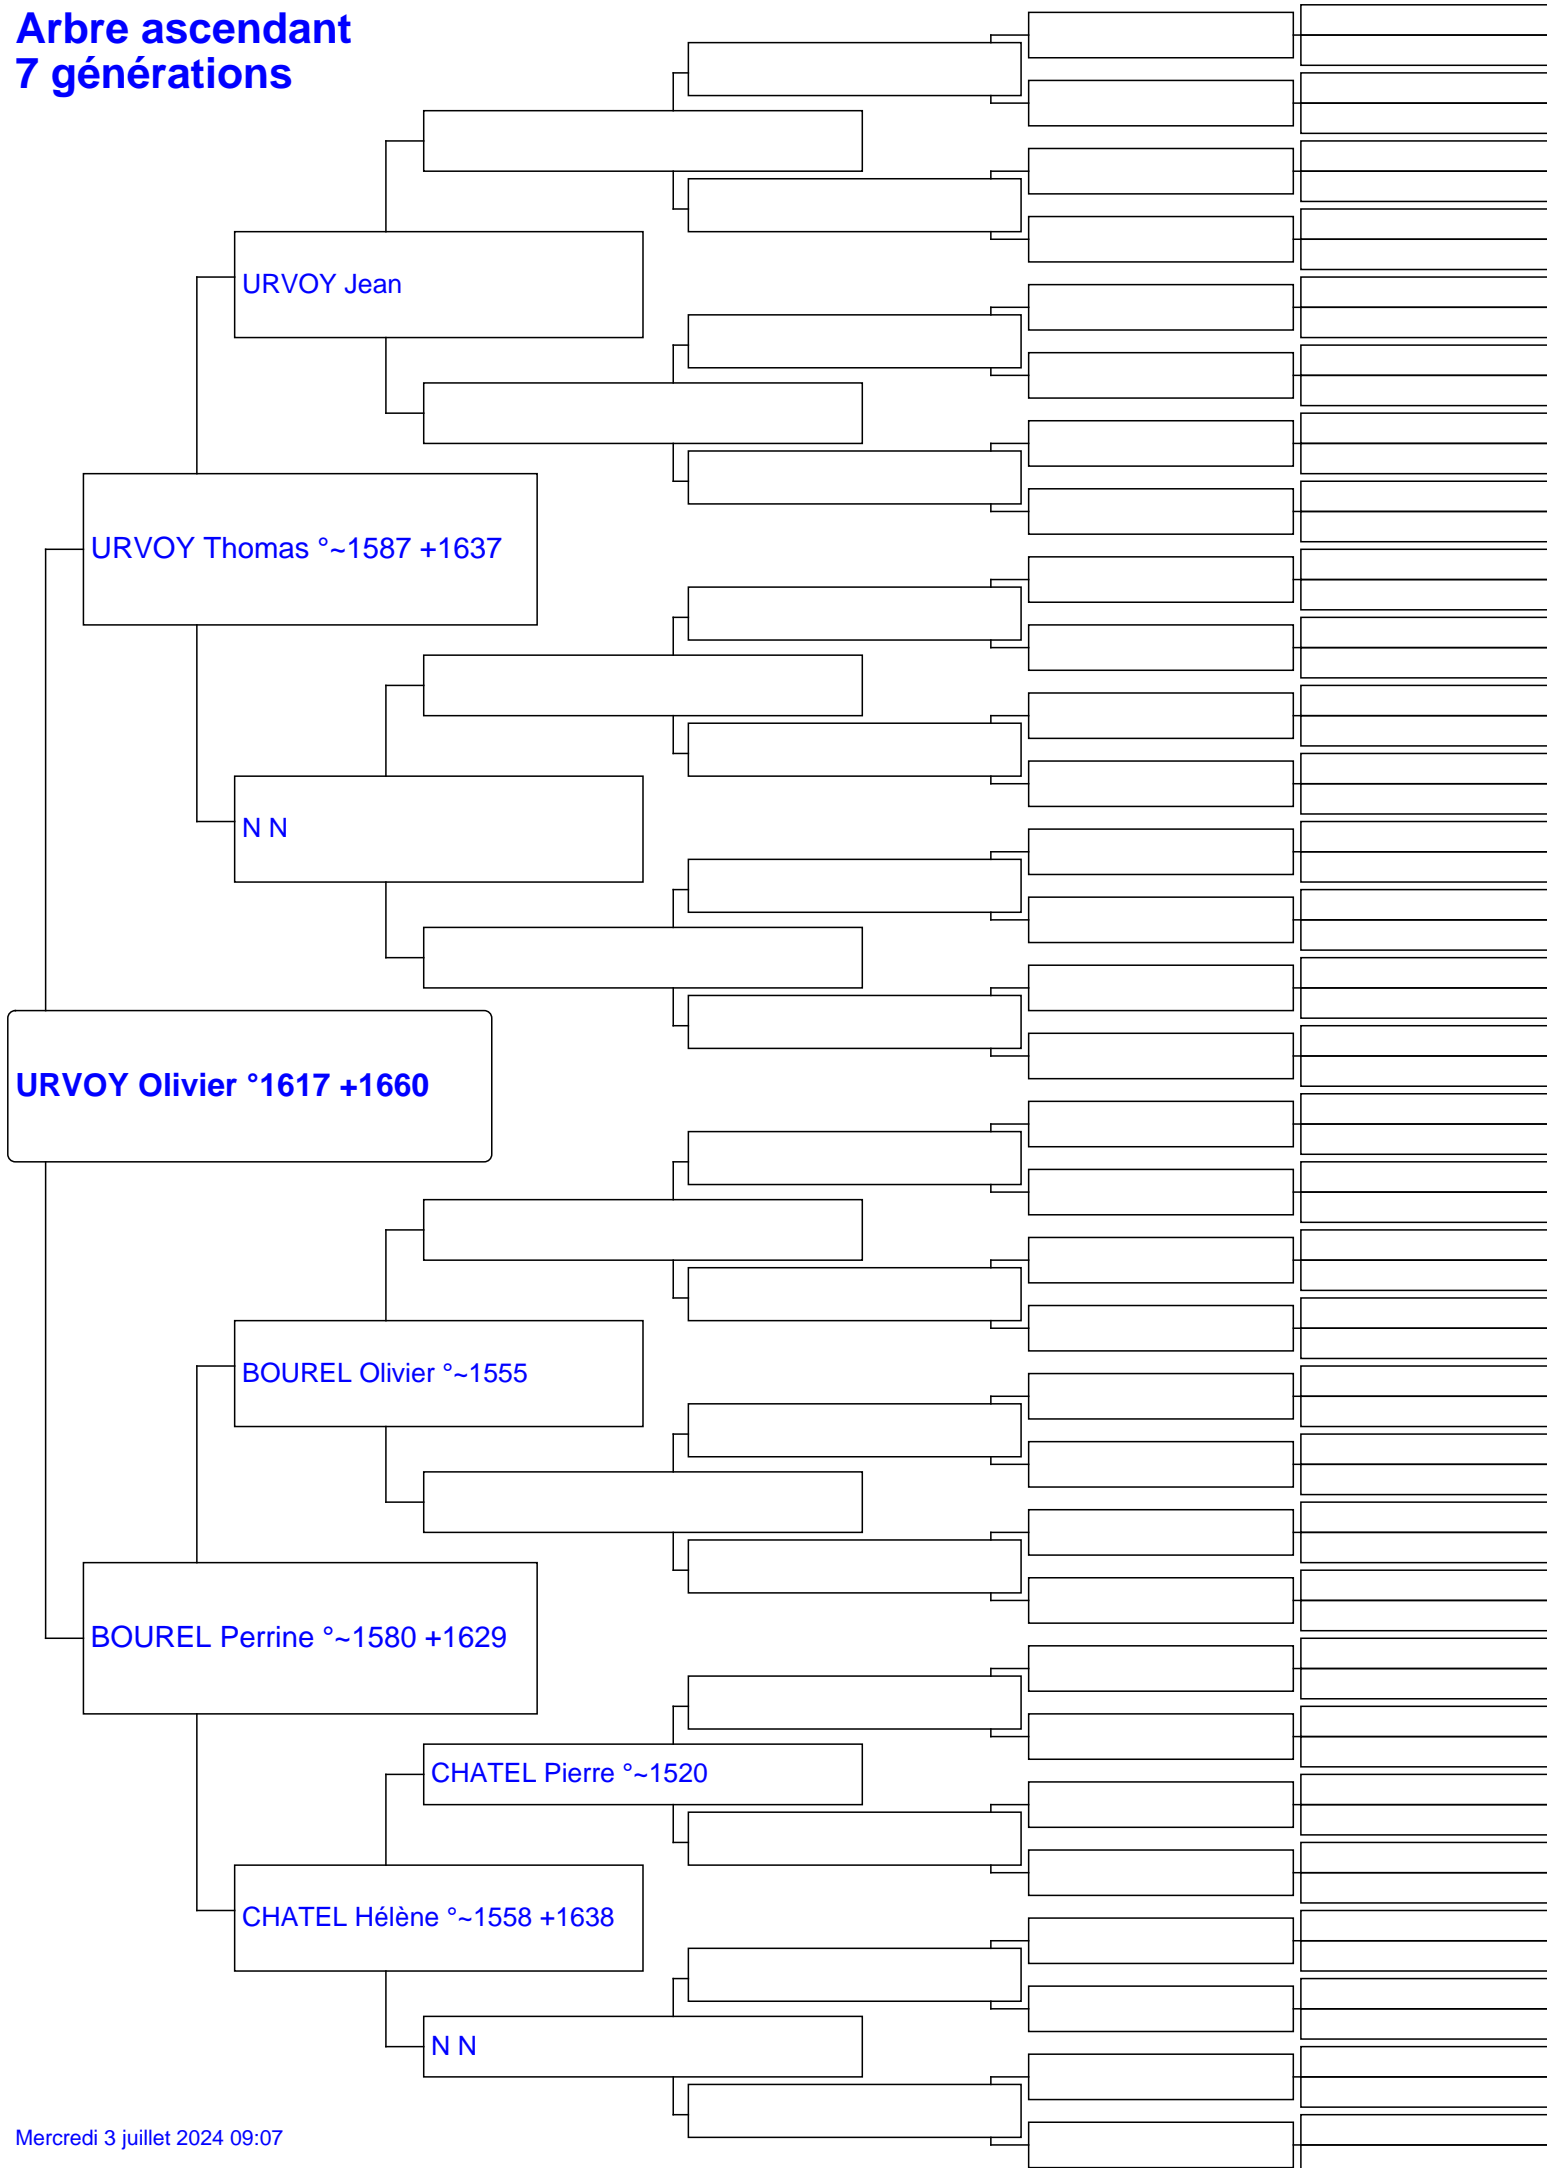 Arbre ascendant
7 générations
URVOY Jean
URVOY Thomas °~1587 +1637
N N
URVOY Olivier °1617 +1660
BOUREL Olivier °~1555
BOUREL Perrine °~1580 +1629
CHATEL Pierre °~1520
CHATEL Hélène °~1558 +1638
N N
Mercredi 3 juillet 2024 09:07